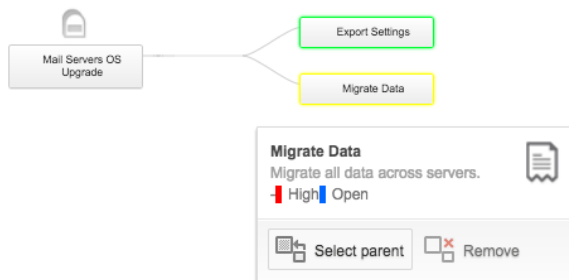 Export Settings
Mail Servers OS
Upgrade
Migrate Data
Migrate Data
Migrate all data across servers.
High Open
Select parent Remove